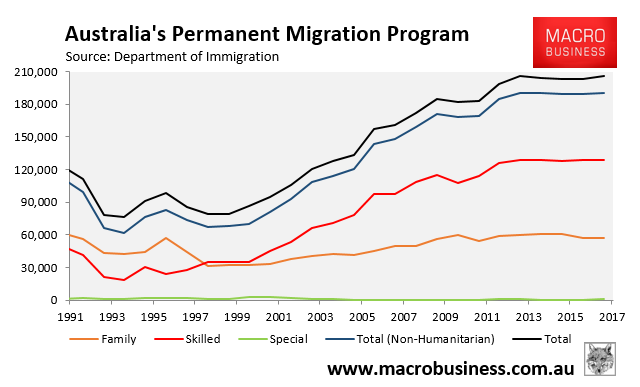 Australia's Permanent Migration Program
Source: Department of Immigration
MACRO
BUSINESS
210,000
180,000
150,000
120,000
90,000
60,000
30,000
0
1991 1993 1995 1997 1999 2001 2003 2005 2007 2009 2011 2013 2015 2017
Family Skilled Special Total (Non-Humanitarian) Total
www.macrobusiness.com.au